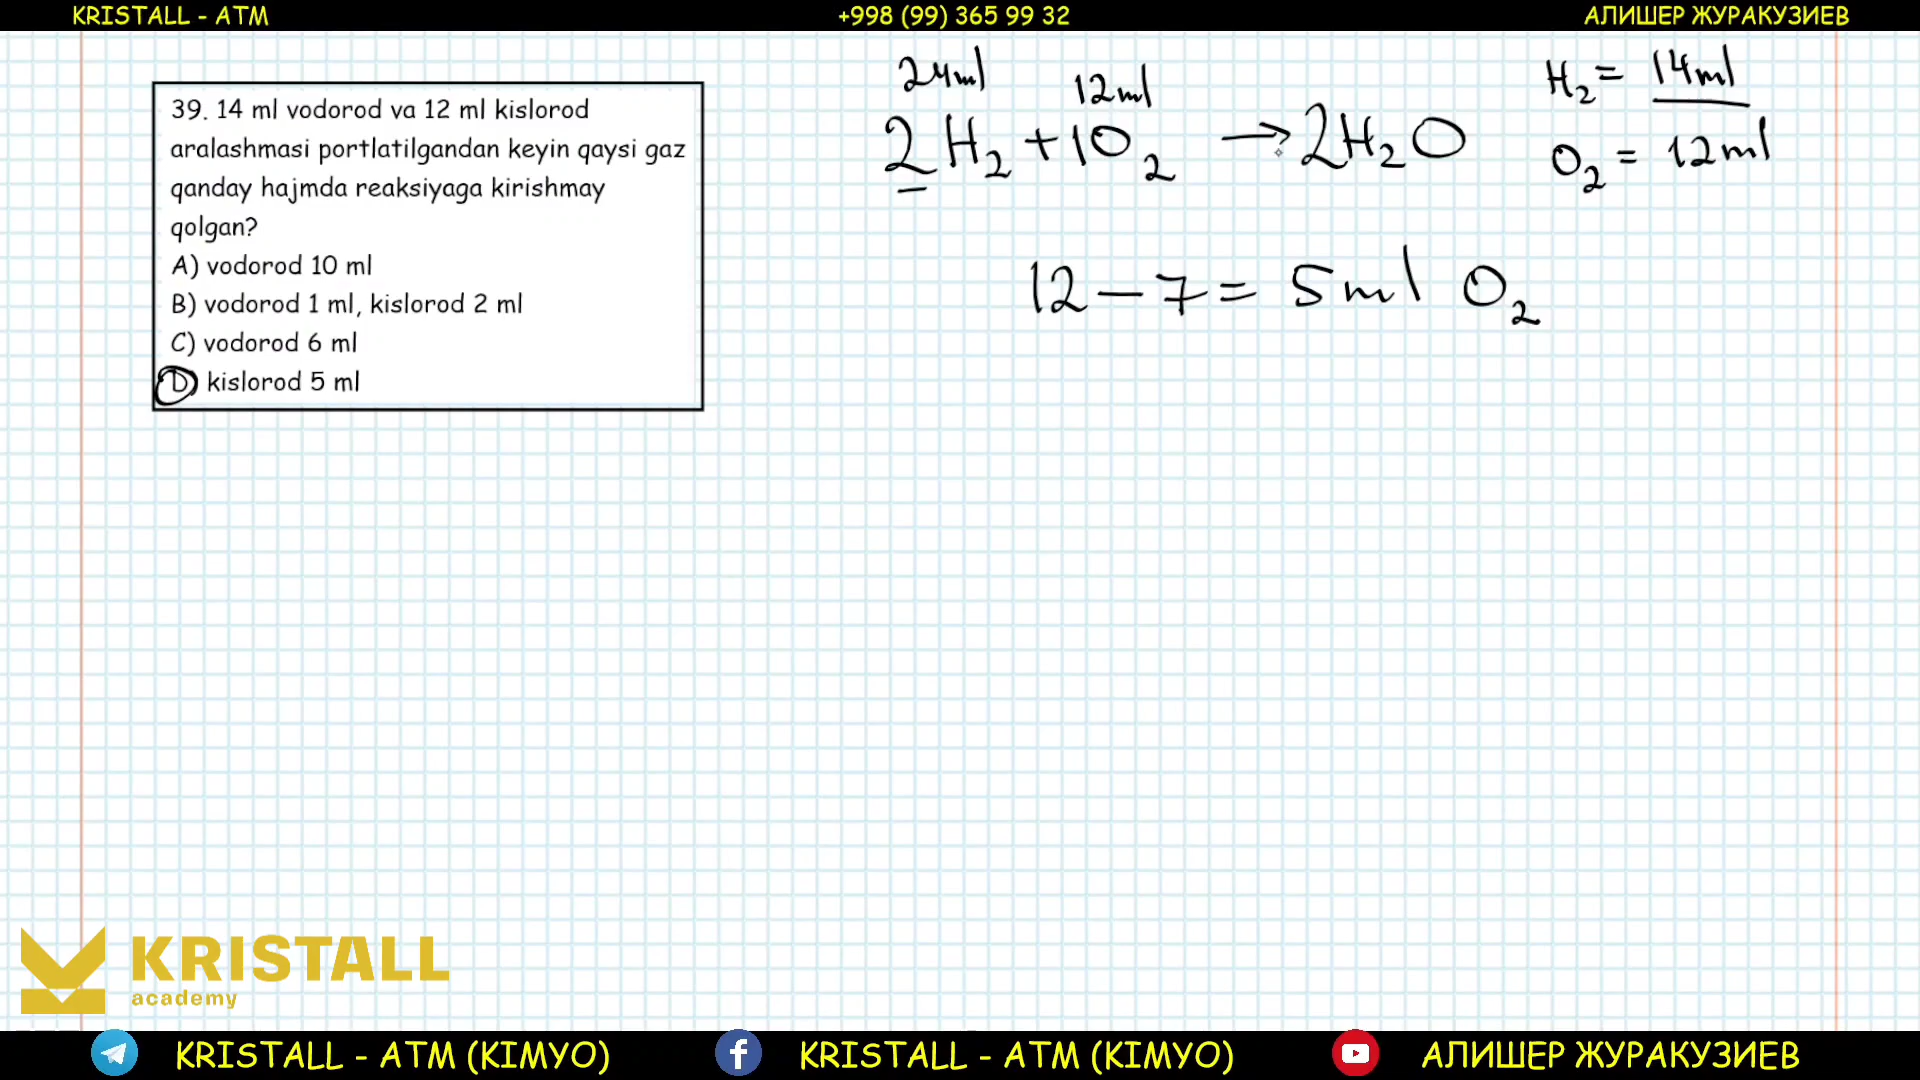 KRISTALL - ATM
+998 (99) 365 99 32
АЛИШЕР ЖУРАКУЗИЕВ
39. 14 ml vodorod va 12 ml kislorod
aralashmasi portlatilgandan keyin qaysi gaz
qanday hajmda reaksiyaga kirishmay
qolgan?
A) vodorod 10 ml
B) vodorod 1 ml, kislorod 2 ml
C) vodorod 6 ml
D) kislorod 5 ml
24ml 12ml
2H₂ + 1O₂ → 2H₂O
H₂ = 14ml
O₂ = 12ml
12 - 7 = 5ml O₂
KRISTALL
academy
KRISTALL - ATM (KIMYO)
KRISTALL - ATM (KIMYO)
АЛИШЕР ЖУРАКУЗИЕВ